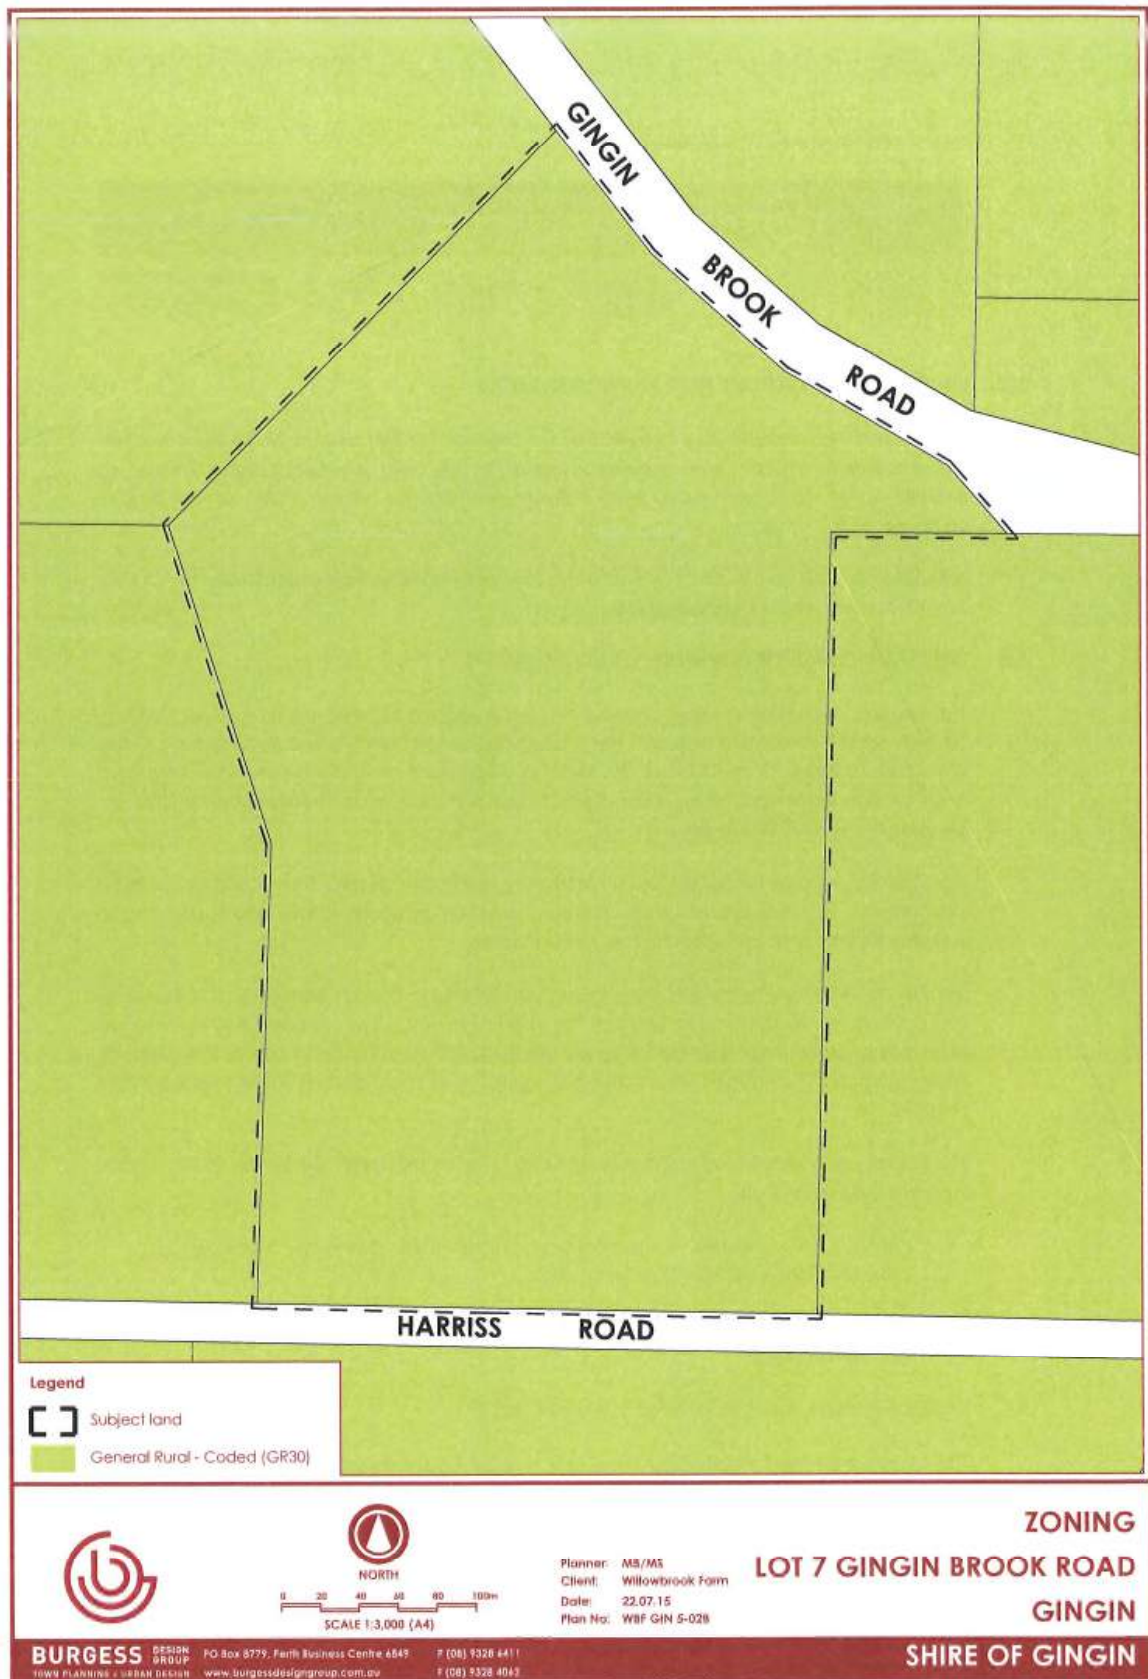 GINGIN
BROOK
ROAD
HARRISS ROAD
Legend
Subject land
General Rural - Coded (GR30)
NORTH
0 20 40 60 80 100m
SCALE 1:3,000 (A4)
Planner: MB/MS
Client: Willowbrook Farm
Date: 22.07.15
Plan No: WBF GIN 5-02B
ZONING
LOT 7 GINGIN BROOK ROAD
GINGIN
SHIRE OF GINGIN
BURGESS DESIGN GROUP
TOWN PLANNING + URBAN DESIGN
PO Box 8779, Perth Business Centre 6849
www.burgessdesigngroup.com.au
P (08) 9328 6411
F (08) 9328 4062